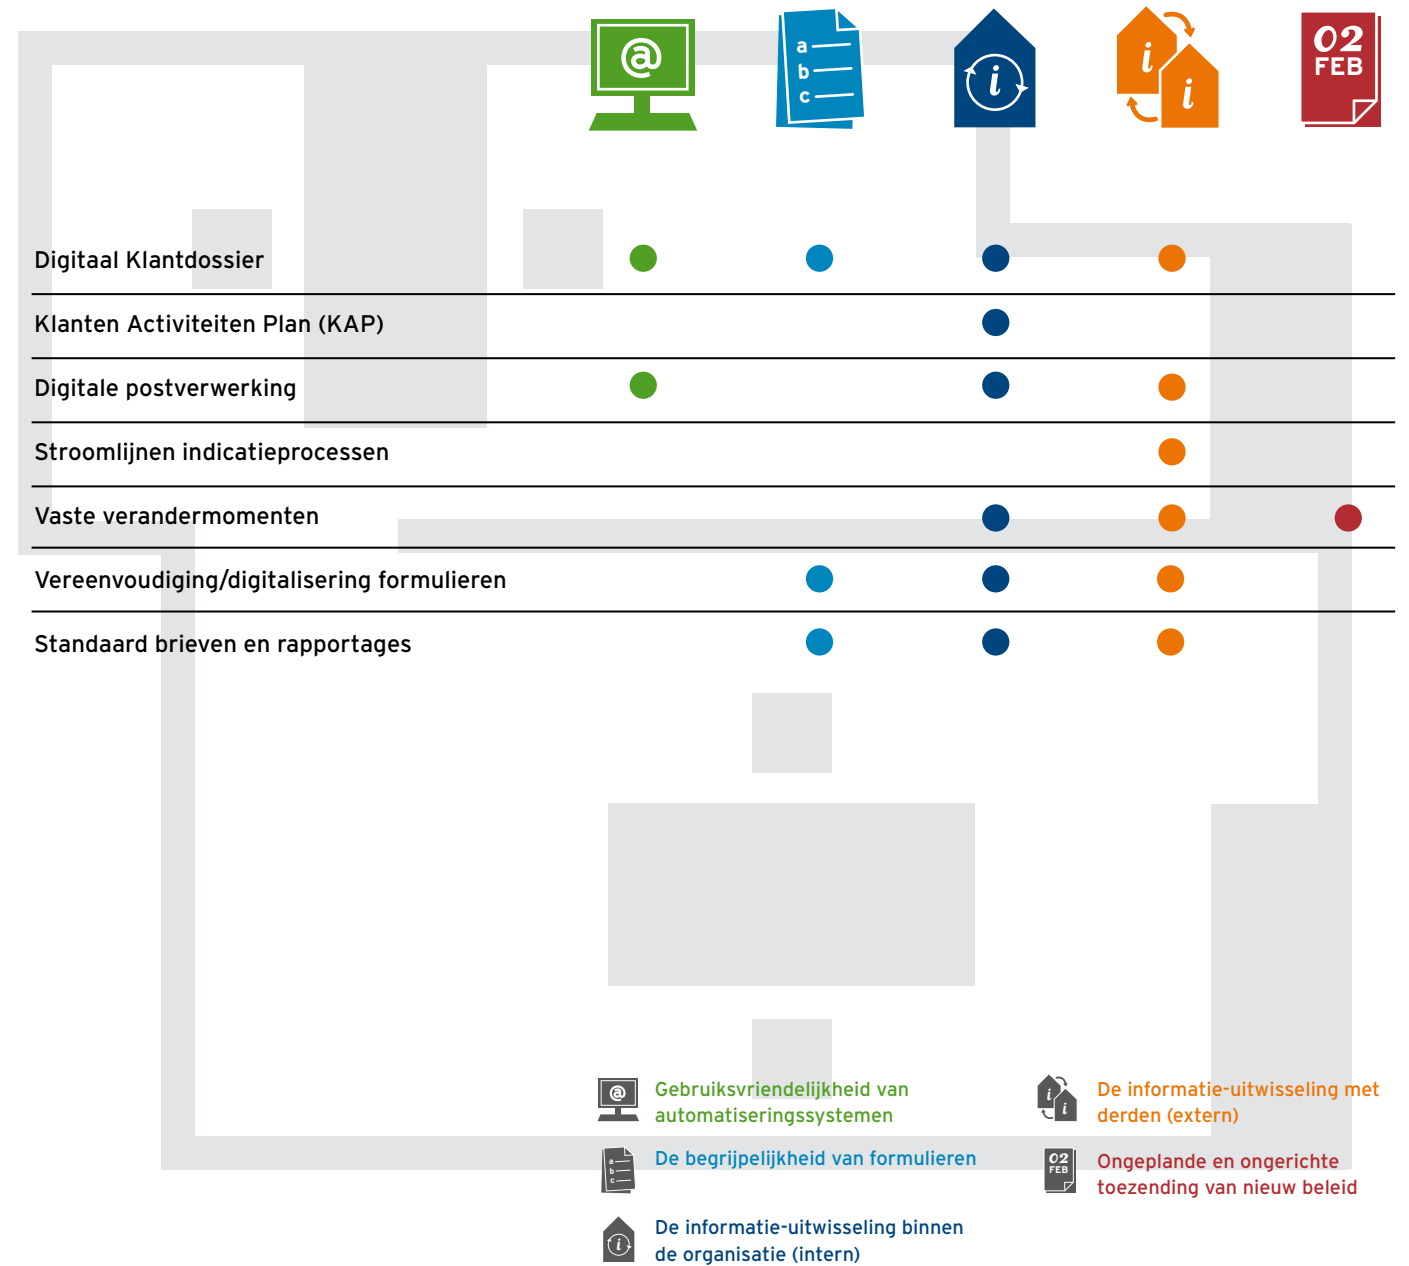 @
a
b
c
i
i
i
02
FEB
Digitaal Klantdossier
Klanten Activiteiten Plan (KAP)
Digitale postverwerking
Stroomlijnen indicatieprocessen
Vaste verandermomenten
Vereenvoudiging/digitalisering formulieren
Standaard brieven en rapportages
@
Gebruiksvriendelijkheid van
automatiseringssystemen
a
b
c
De begrijpelijkheid van formulieren
i
De informatie-uitwisseling binnen
de organisatie (intern)
i
i
De informatie-uitwisseling met
derden (extern)
02
FEB
Ongeplande en ongerichte
toezending van nieuw beleid